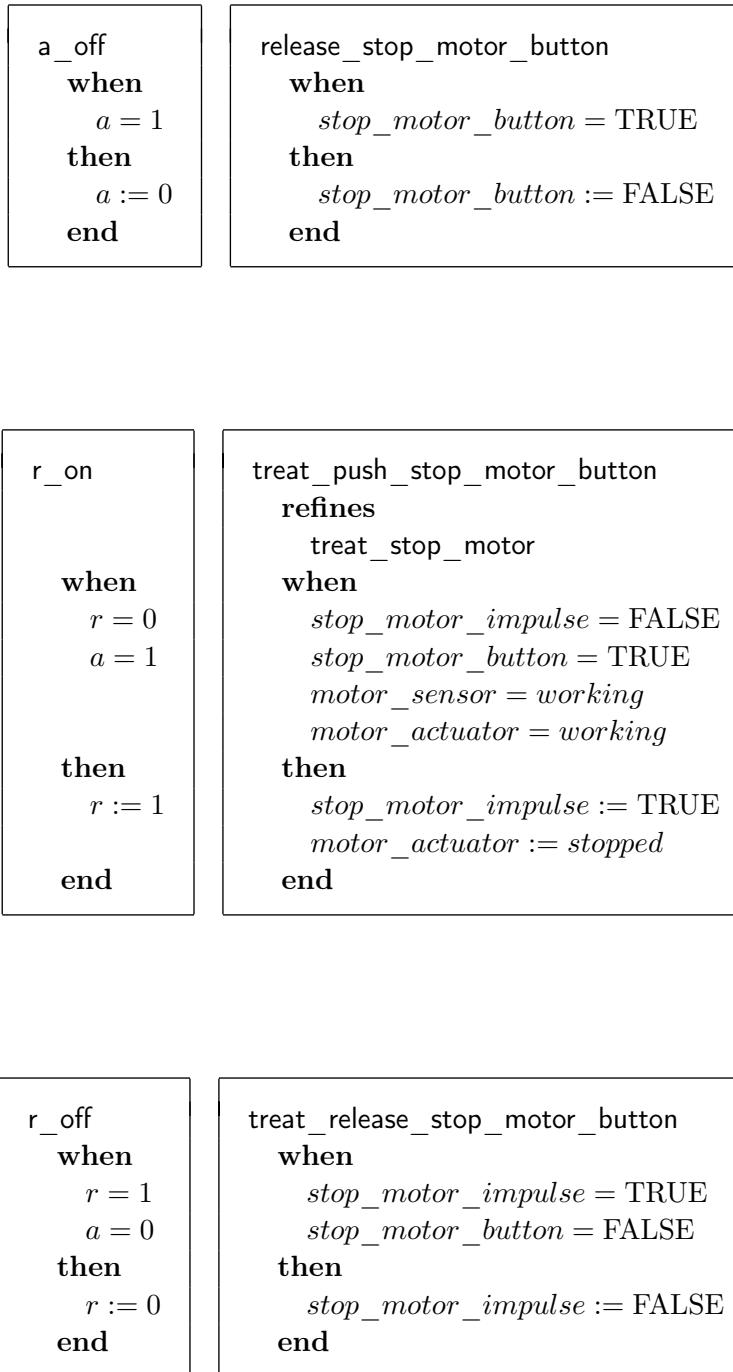 a_off
when
a = 1
then
a := 0
end
release_stop_motor_button
when
stop_motor_button = TRUE
then
stop_motor_button := FALSE
end
r_on
when
r = 0
a = 1
then
r := 1
end
treat_push_stop_motor_button
refines
treat_stop_motor
when
stop_motor_impulse = FALSE
stop_motor_button = TRUE
motor_sensor = working
motor_actuator = working
then
stop_motor_impulse := TRUE
motor_actuator := stopped
end
r_off
when
r = 1
a = 0
then
r := 0
end
treat_release_stop_motor_button
when
stop_motor_impulse = TRUE
stop_motor_button = FALSE
then
stop_motor_impulse := FALSE
end